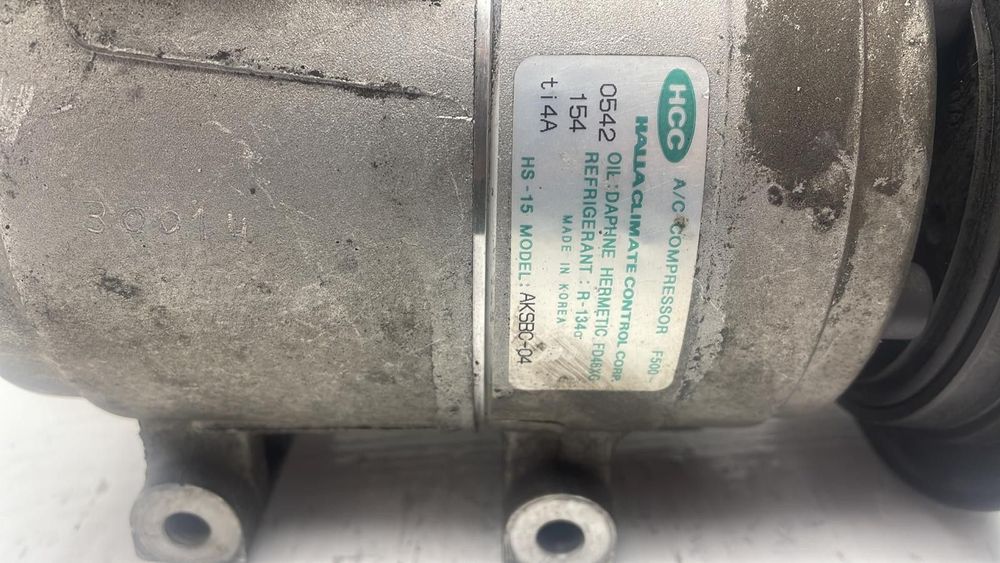 HCC A/C COMPRESSOR F500
HALLA CLIMATE CONTROL CORP
0542 OIL:DAPHNE HERMETIC FD46XG
154 REFRIGERANT : R-134a
MADE IN KOREA
ti4A HS-15 MODEL: AKSBC-04